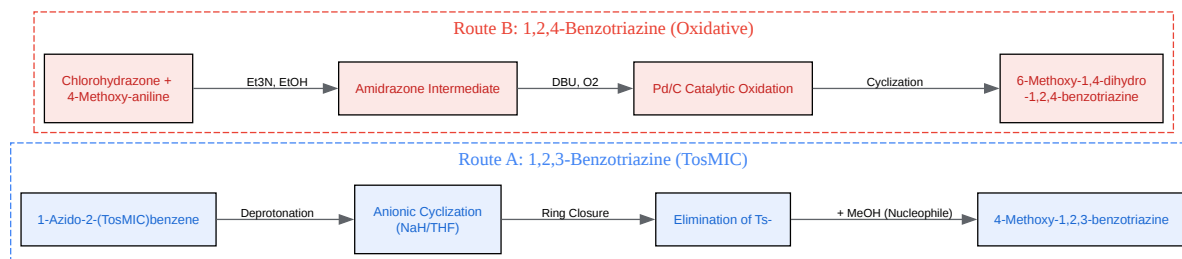 Route B: 1,2,4-Benzotriazine (Oxidative)
Chlorohydrazone +
4-Methoxy-aniline
Et3N, EtOH
Amidrazone Intermediate
DBU, O2
Pd/C Catalytic Oxidation
Cyclization
6-Methoxy-1,4-dihydro
-1,2,4-benzotriazine
Route A: 1,2,3-Benzotriazine (TosMIC)
1-Azido-2-(TosMIC)benzene
Deprotonation
Anionic Cyclization
(NaH/THF)
Ring Closure
Elimination of Ts-
+ MeOH (Nucleophile)
4-Methoxy-1,2,3-benzotriazine